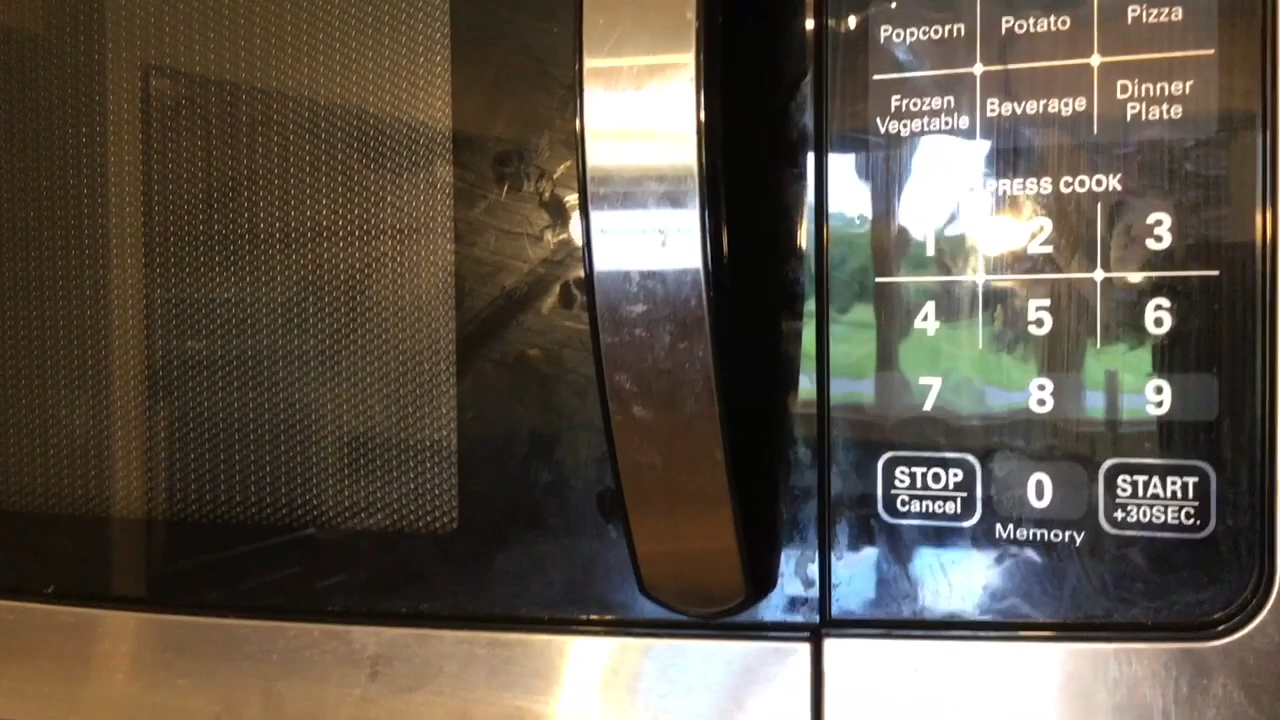 Popcorn Potato Pizza
Frozen Vegetable Beverage Dinner Plate
PRESS COOK
1 2 3
4 5 6
7 8 9
STOP 0 START
Cancel Memory +30SEC.